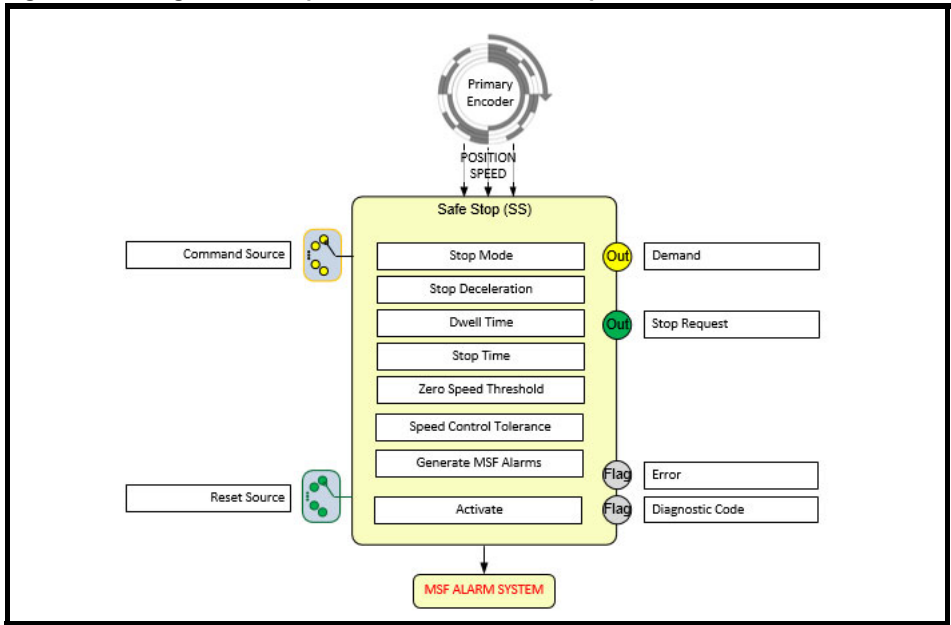 Primary
Encoder
POSITION
SPEED
Safe Stop (SS)
Command Source
Stop Mode
Out
Demand
Stop Deceleration
Dwell Time
Out
Stop Request
Stop Time
Zero Speed Threshold
Speed Control Tolerance
Generate MSF Alarms
Flag
Error
Reset Source
Activate
Flag
Diagnostic Code
MSF ALARM SYSTEM